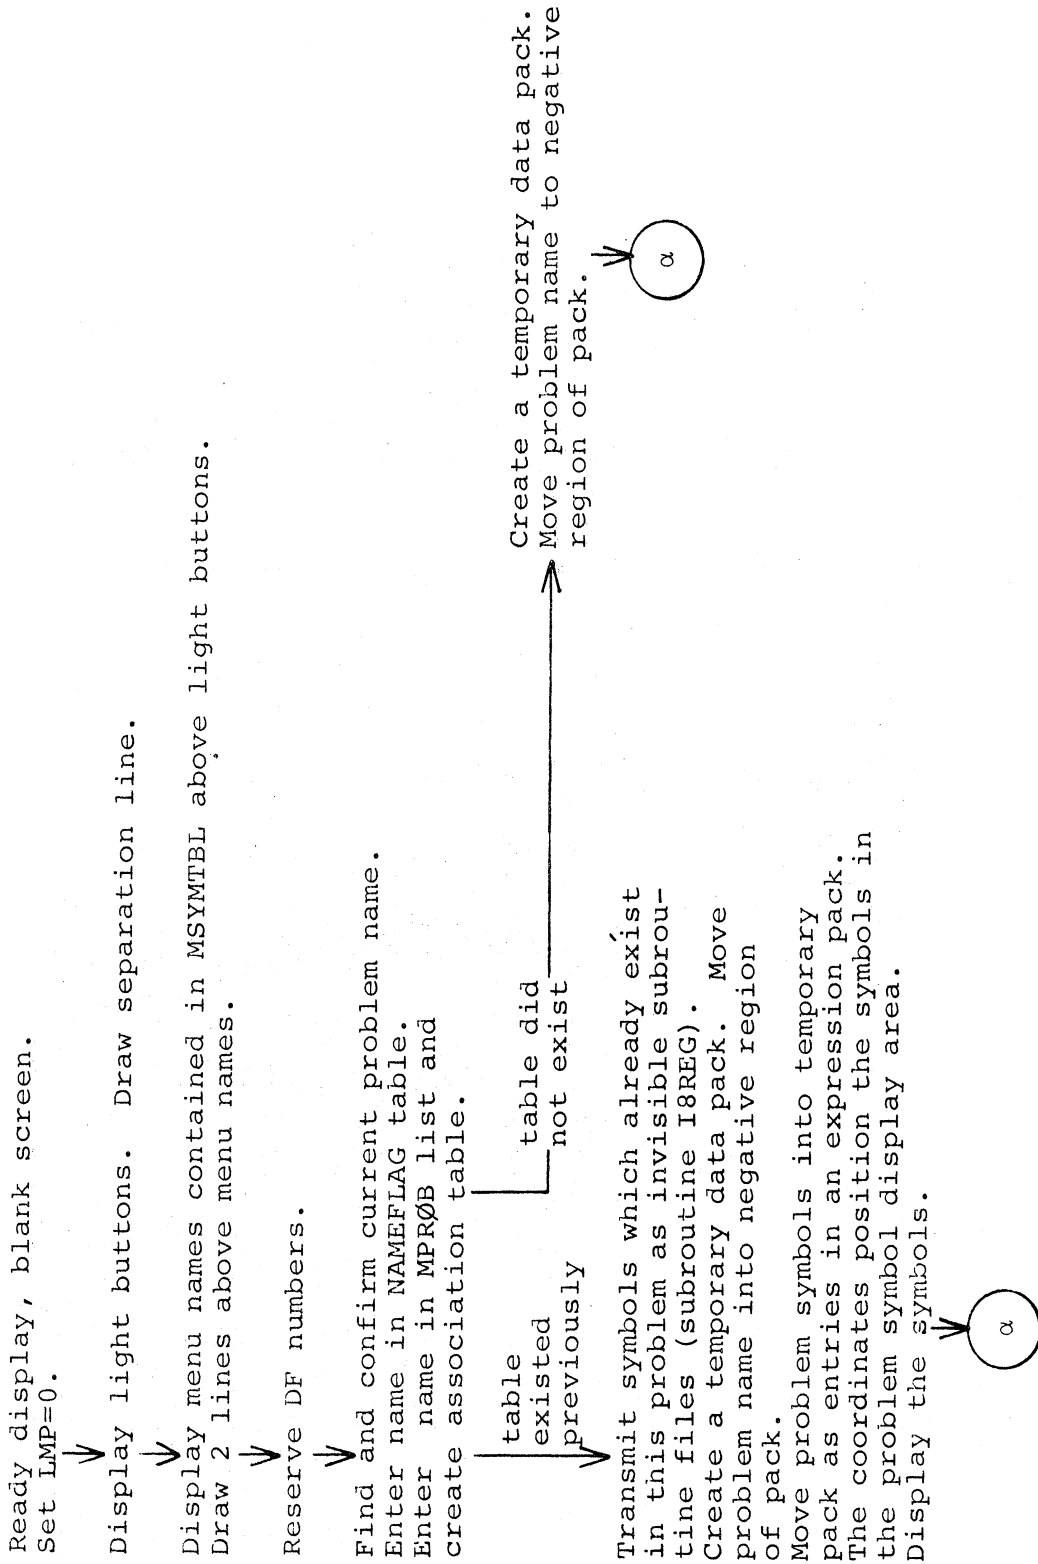 Ready display, blank screen.
Set LMP=0.
Display light buttons. Draw separation line.
Display menu names contained in MSYMTBL above light buttons.
Draw 2 lines above menu names.
Reserve DF numbers.
Find and confirm current problem name.
Enter name in NAMEFLAG table.
Enter name in MPRØB list and
create association table.
table
existed
previously
table did
not exist
Transmit symbols which already exist
in this problem as invisible subrou-
tine files (subroutine I8REG).
Create a temporary data pack. Move
problem name into negative region
of pack.
Move problem symbols into temporary
pack as entries in an expression pack.
The coordinates position the symbols in
the problem symbol display area.
Display the symbols.
α
Create a temporary data pack.
Move problem name to negative
region of pack.
α